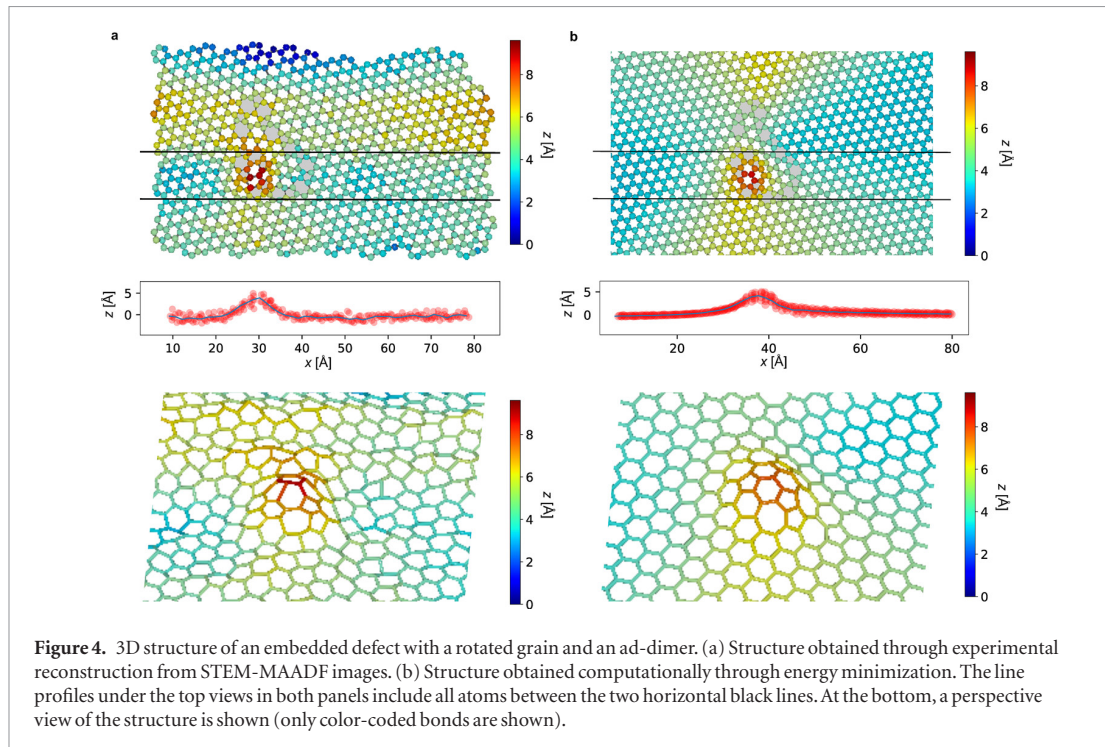 a
b
8
6
4
2
0
z [Å]
8
6
4
2
0
z [Å]
z [Å]
5
0
10 20 30 40 50 60 70 80
x [Å]
z [Å]
5
0
20 40 60 80
x [Å]
8
6
4
2
0
z [Å]
8
6
4
2
0
z [Å]
Figure 4. 3D structure of an embedded defect with a rotated grain and an ad-dimer. (a) Structure obtained through experimental
reconstruction from STEM-MAADF images. (b) Structure obtained computationally through energy minimization. The line
profiles under the top views in both panels include all atoms between the two horizontal black lines. At the bottom, a perspective
view of the structure is shown (only color-coded bonds are shown).